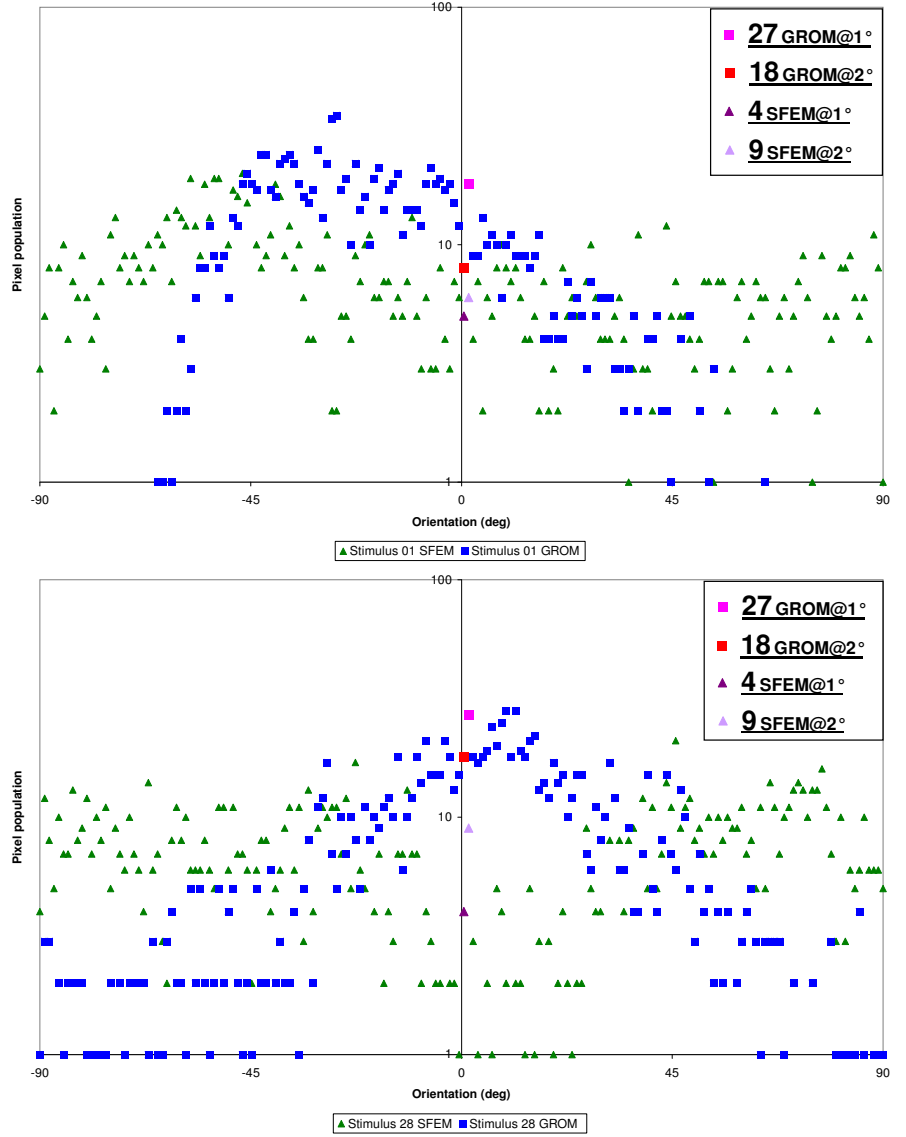 100
27 GROM@1°
18 GROM@2°
4 SFEM@1°
9 SFEM@2°
Pixel population
10
1
-90 -45 0 45 90
Orientation (deg)
Stimulus 01 SFEM Stimulus 01 GROM
100
27 GROM@1°
18 GROM@2°
4 SFEM@1°
9 SFEM@2°
Pixel population
10
1
-90 -45 0 45 90
Orientation (deg)
Stimulus 28 SFEM Stimulus 28 GROM